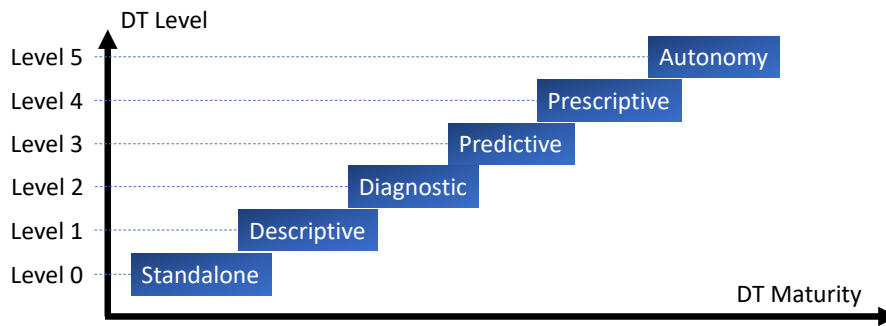 DT Level
Level 5
Autonomy
Level 4
Prescriptive
Level 3
Predictive
Level 2
Diagnostic
Level 1
Descriptive
Level 0
Standalone
DT Maturity